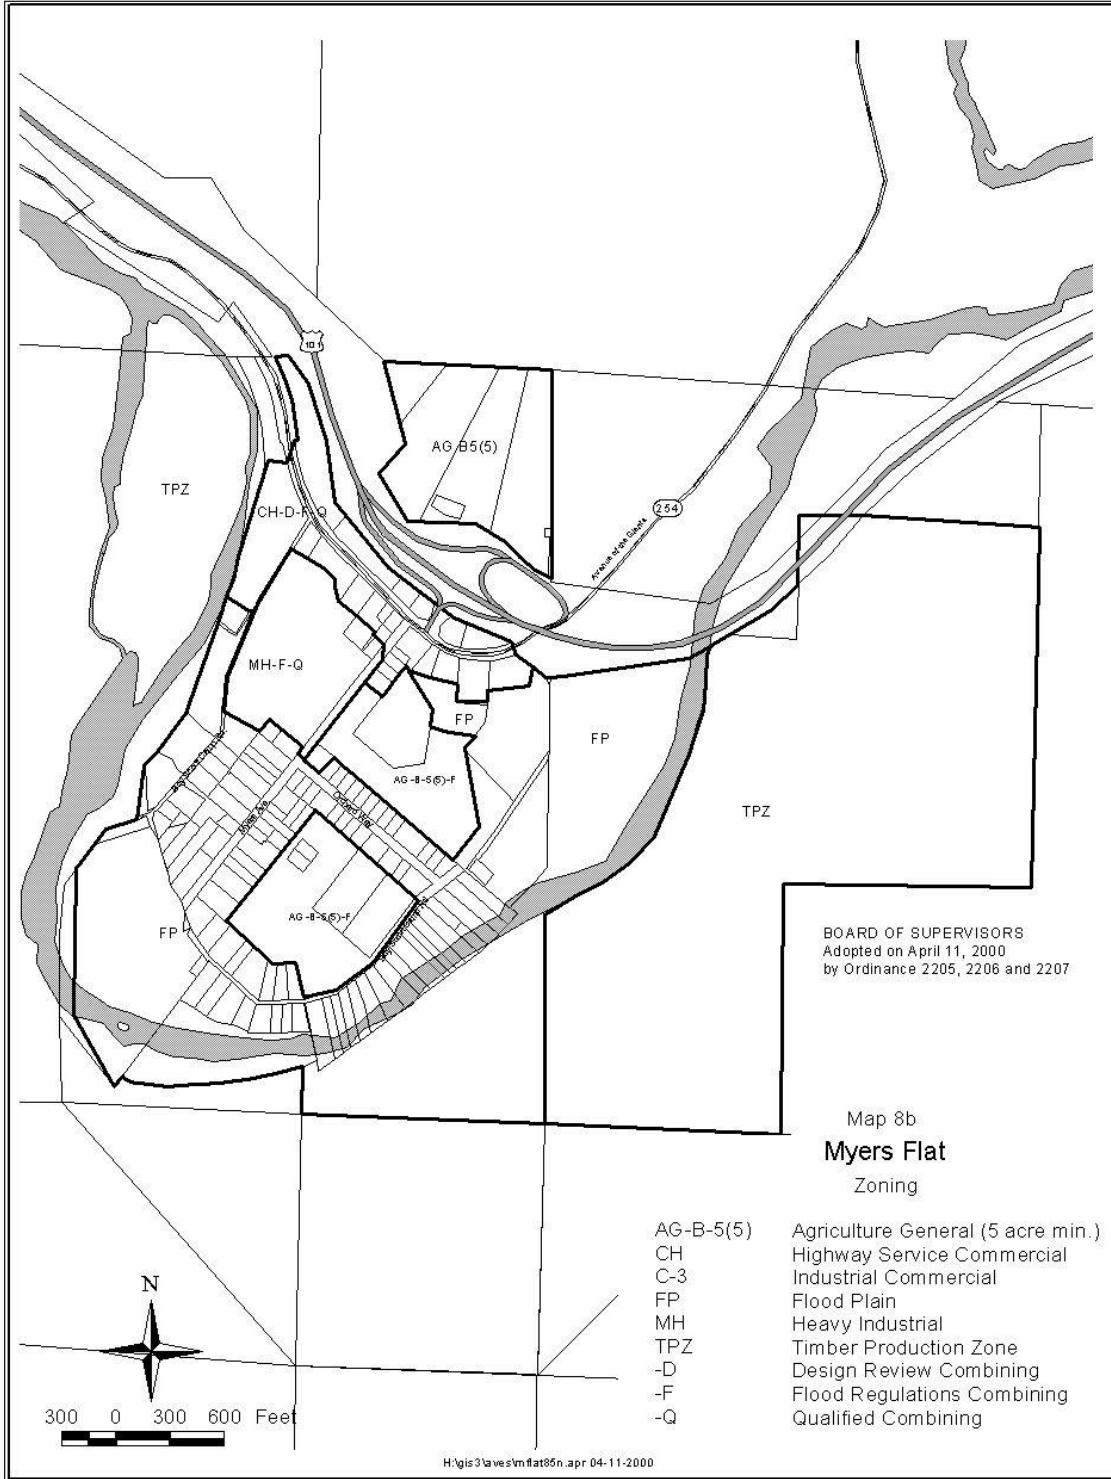 101
AG-B5(5)
TPZ
254
CH-D-F-Q
Avenue of the Giants
MH-F-Q
FP
FP
AG-B-5(5)-F
Orchard Way
Myers Ave
TPZ
AG-B-5(5)-F
FP
BOARD OF SUPERVISORS
Adopted on April 11, 2000
by Ordinance 2205, 2206 and 2207
Map 8b
Myers Flat
Zoning
AG-B-5(5) Agriculture General (5 acre min.)
CH Highway Service Commercial
C-3 Industrial Commercial
FP Flood Plain
MH Heavy Industrial
TPZ Timber Production Zone
-D Design Review Combining
-F Flood Regulations Combining
-Q Qualified Combining
N
300 0 300 600 Feet
H:\gis3\aves\mflat85n.apr 04-11-2000